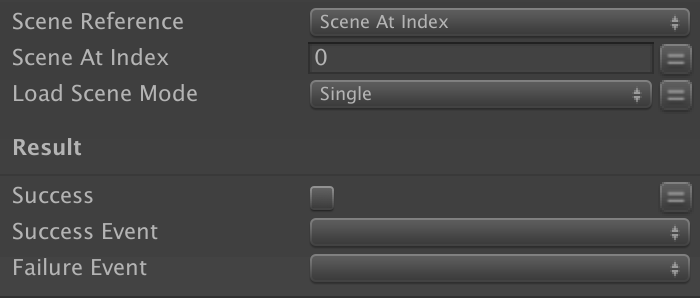 Scene Reference Scene At Index
Scene At Index 0
Load Scene Mode Single
Result
Success
Success Event
Failure Event